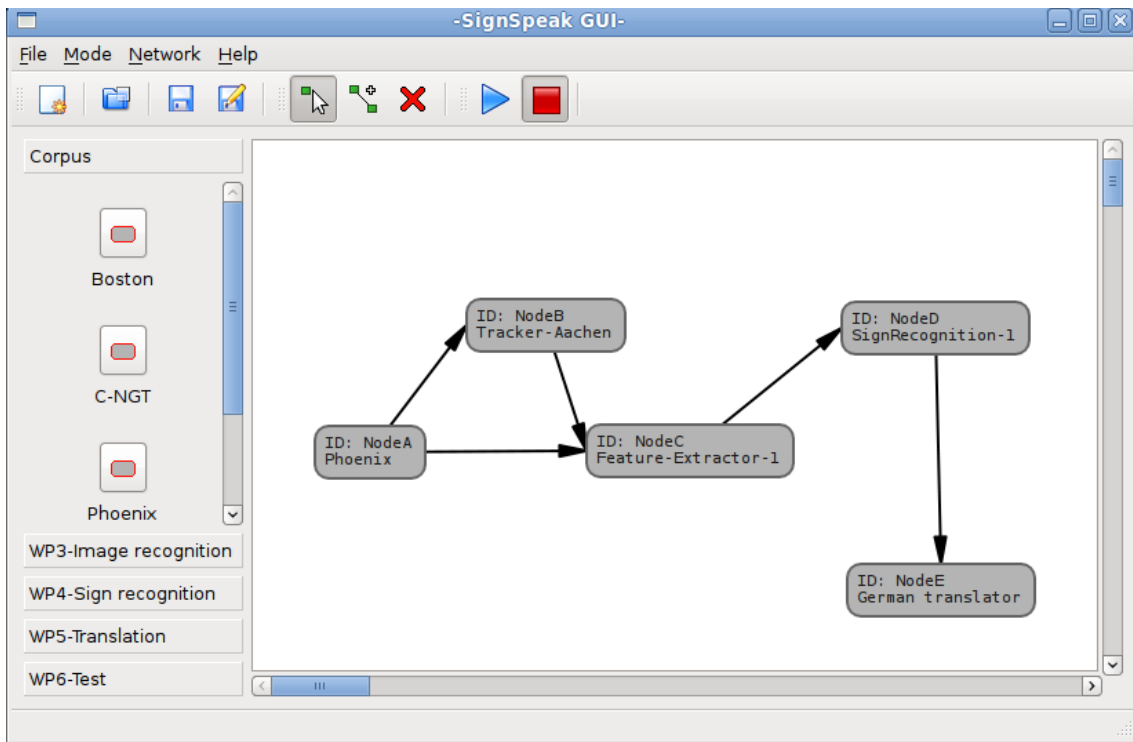 -SignSpeak GUI-
File Mode Network Help
Corpus
Boston
C-NGT
Phoenix
WP3-Image recognition
WP4-Sign recognition
WP5-Translation
WP6-Test
ID: NodeB
Tracker-Aachen
ID: NodeD
SignRecognition-1
ID: NodeA
Phoenix
ID: NodeC
Feature-Extractor-1
ID: NodeE
German translator